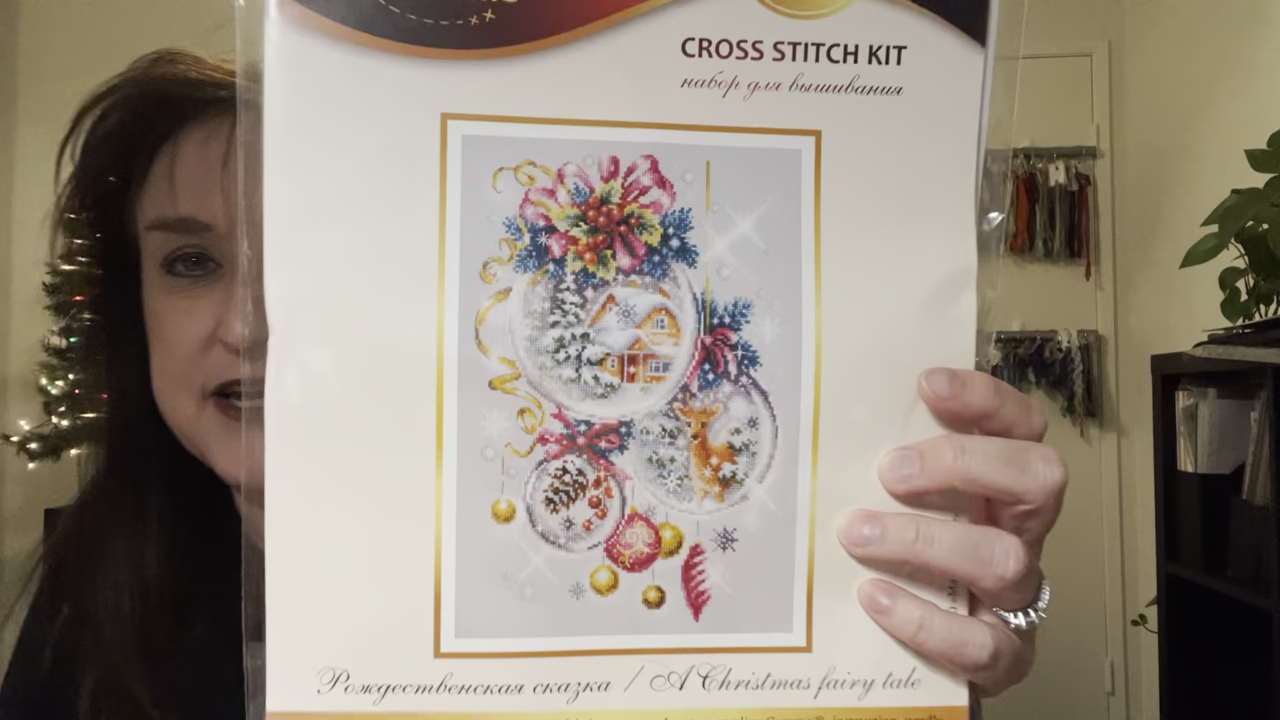 CROSS STITCH KIT
набор для вышивания
Рождественская сказка / A Christmas fairy tale